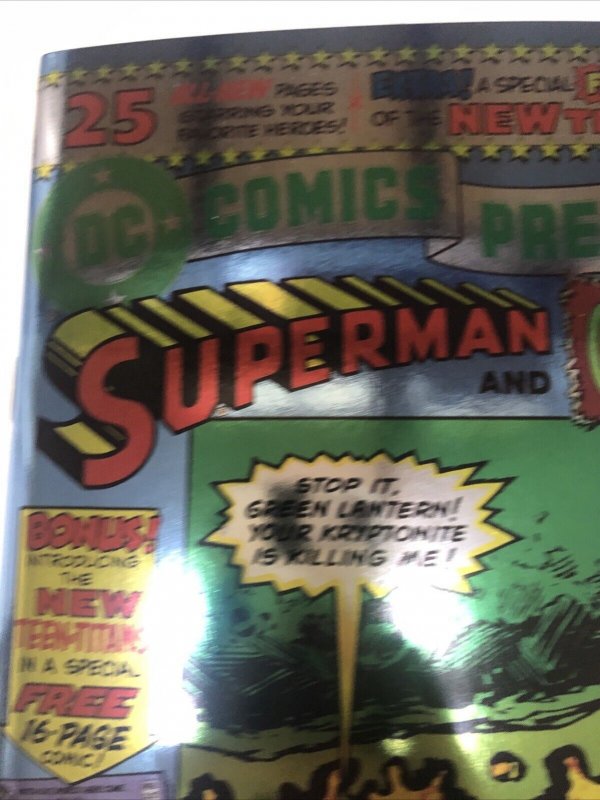 25 ALL-NEW PAGES
STARRING YOUR
FAVORITE HEROES!
EXTRA! A SPECIAL
OF THE NEW
DC COMICS PRE
SUPERMAN
AND
STOP IT,
GREEN LANTERN!
YOUR KRYPTONITE
IS KILLING ME!
BONUS!
INTRODUCING
THE
NEW
TEEN-TITANS
IN A SPECIAL
FREE
16-PAGE
COMIC!